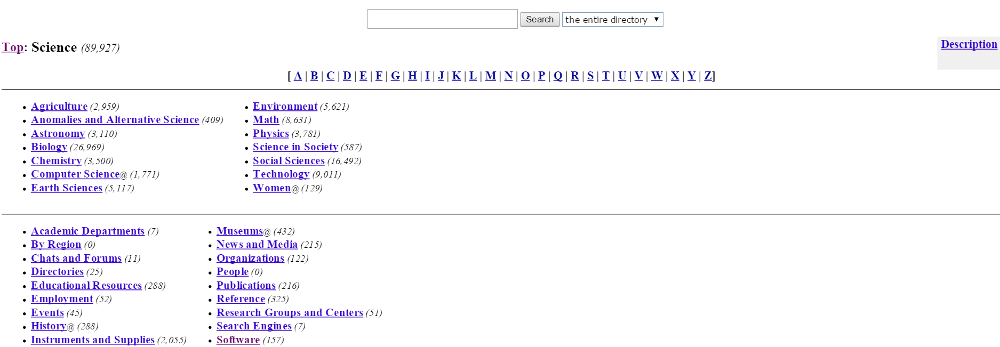 Search the entire directory ▼
Top: Science (89,927)
Description
[ A | B | C | D | E | F | G | H | I | J | K | L | M | N | O | P | Q | R | S | T | U | V | W | X | Y | Z]
• Agriculture (2,959)
• Anomalies and Alternative Science (409)
• Astronomy (3,110)
• Biology (26,969)
• Chemistry (3,500)
• Computer Science@ (1,771)
• Earth Sciences (5,117)
• Environment (5,621)
• Math (8,631)
• Physics (3,781)
• Science in Society (587)
• Social Sciences (16,492)
• Technology (9,011)
• Women@ (129)
• Academic Departments (7)
• By Region (0)
• Chats and Forums (11)
• Directories (25)
• Educational Resources (288)
• Employment (52)
• Events (45)
• History@ (288)
• Instruments and Supplies (2,055)
• Museums@ (432)
• News and Media (215)
• Organizations (122)
• People (0)
• Publications (216)
• Reference (325)
• Research Groups and Centers (51)
• Search Engines (7)
• Software (157)